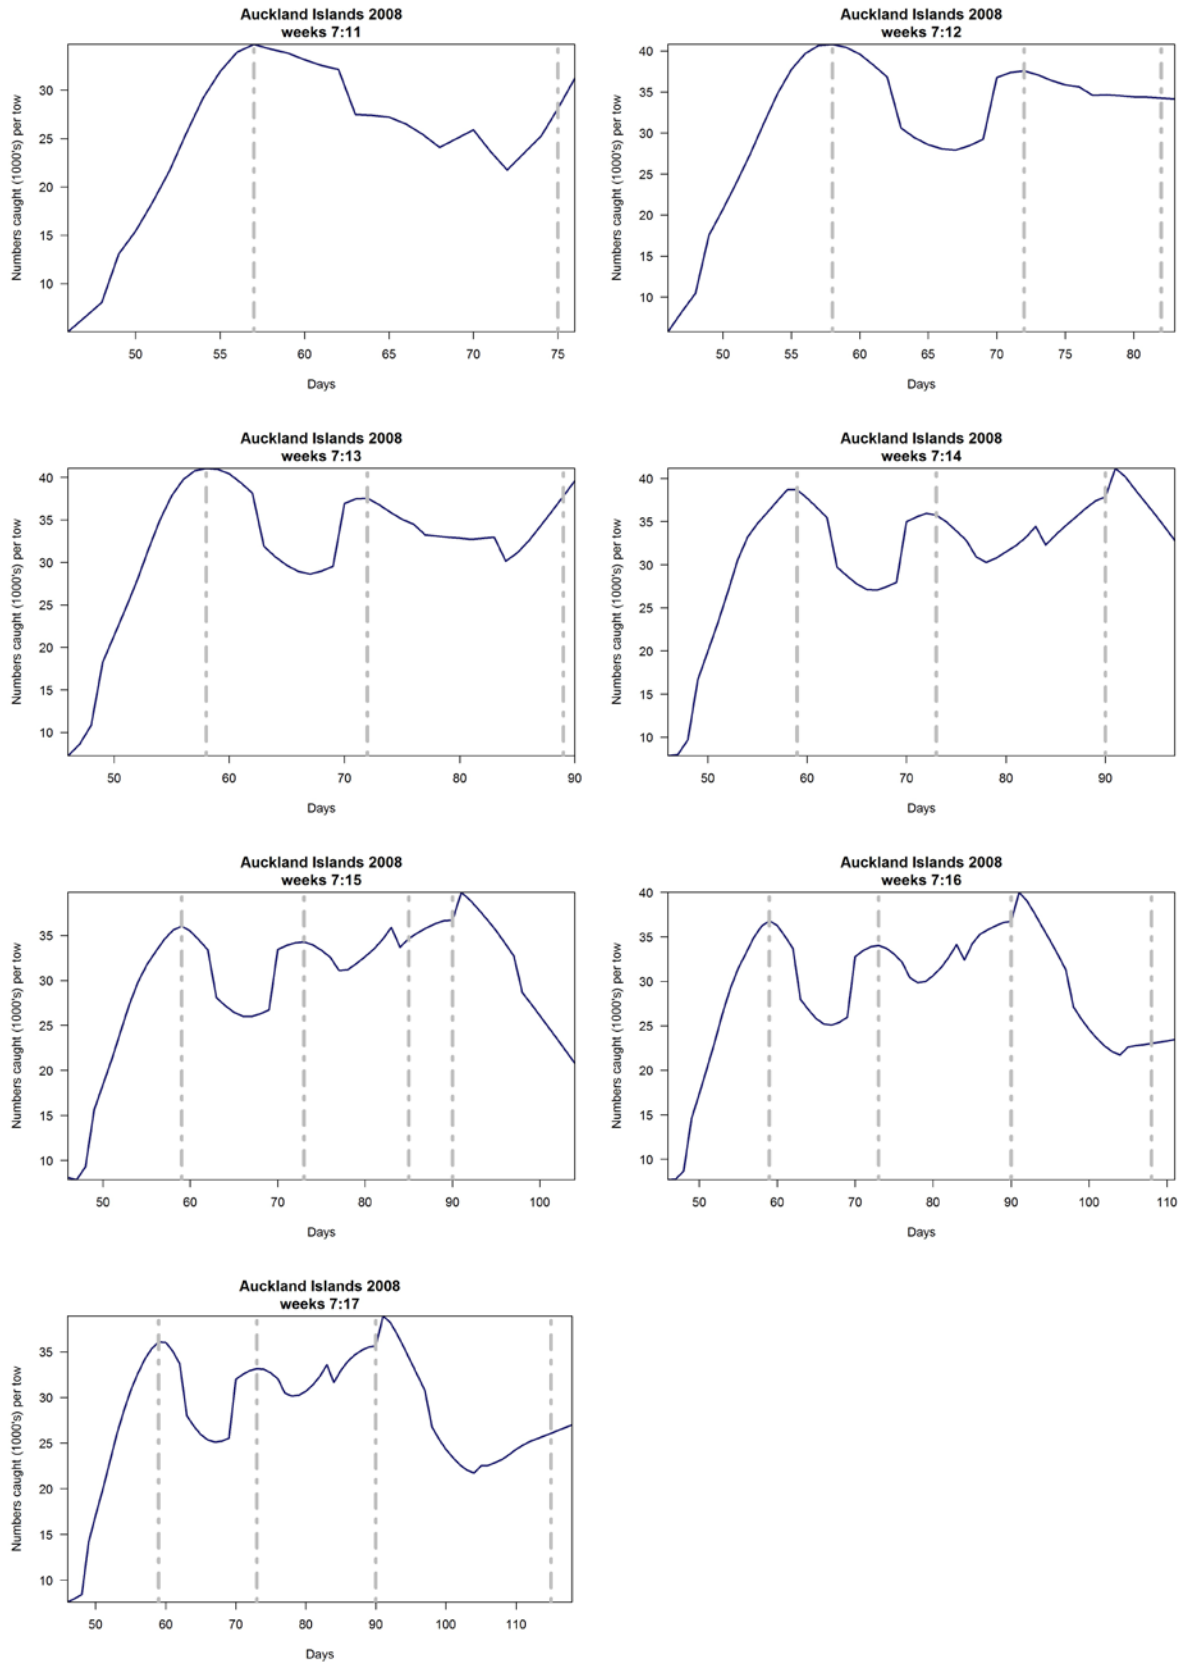 Auckland Islands 2008
weeks 7:11
Numbers caught (1000's) per tow
30
25
20
15
10
50 55 60 65 70 75
Days
Auckland Islands 2008
weeks 7:12
Numbers caught (1000's) per tow
40
35
30
25
20
15
10
50 55 60 65 70 75 80
Days
Auckland Islands 2008
weeks 7:13
Numbers caught (1000's) per tow
40
35
30
25
20
15
10
50 60 70 80 90
Days
Auckland Islands 2008
weeks 7:14
Numbers caught (1000's) per tow
40
35
30
25
20
15
10
50 60 70 80 90
Days
Auckland Islands 2008
weeks 7:15
Numbers caught (1000's) per tow
35
30
25
20
15
10
50 60 70 80 90 100
Days
Auckland Islands 2008
weeks 7:16
Numbers caught (1000's) per tow
40
35
30
25
20
15
10
50 60 70 80 90 100 110
Days
Auckland Islands 2008
weeks 7:17
Numbers caught (1000's) per tow
35
30
25
20
15
10
50 60 70 80 90 100 110
Days